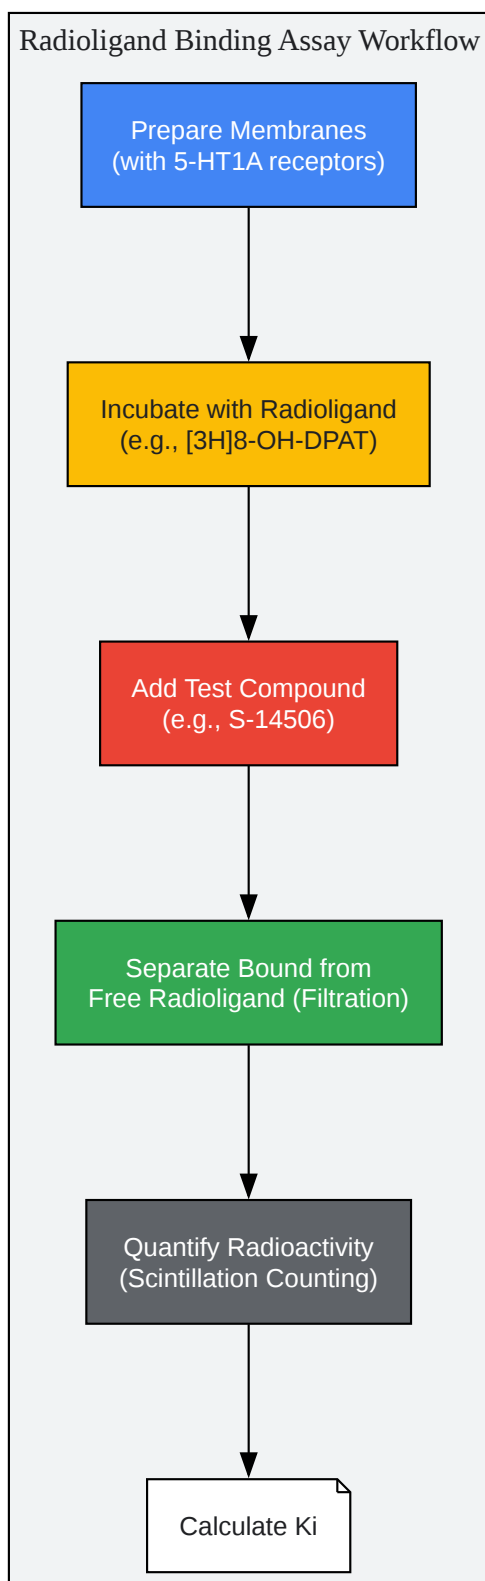 Radioligand Binding Assay Workflow
Prepare Membranes
(with 5-HT1A receptors)
Incubate with Radioligand
(e.g., [3H]8-OH-DPAT)
Add Test Compound
(e.g., S-14506)
Separate Bound from
Free Radioligand (Filtration)
Quantify Radioactivity
(Scintillation Counting)
Calculate Ki